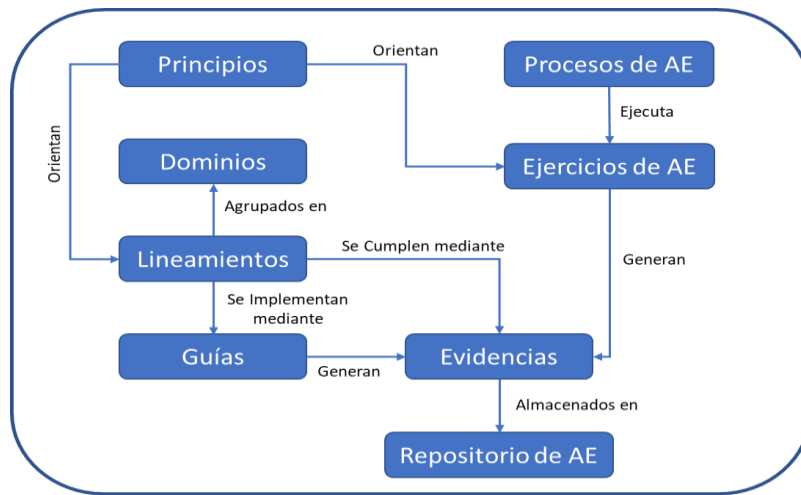 Principios
Orientan
Procesos de AE
Ejecuta
Orientan
Dominios
Ejercicios de AE
Agrupados en
Lineamientos
Se Cumplen mediante
Generan
Se Implementan
mediante
Guías
Generan
Evidencias
Almacenados en
Repositorio de AE